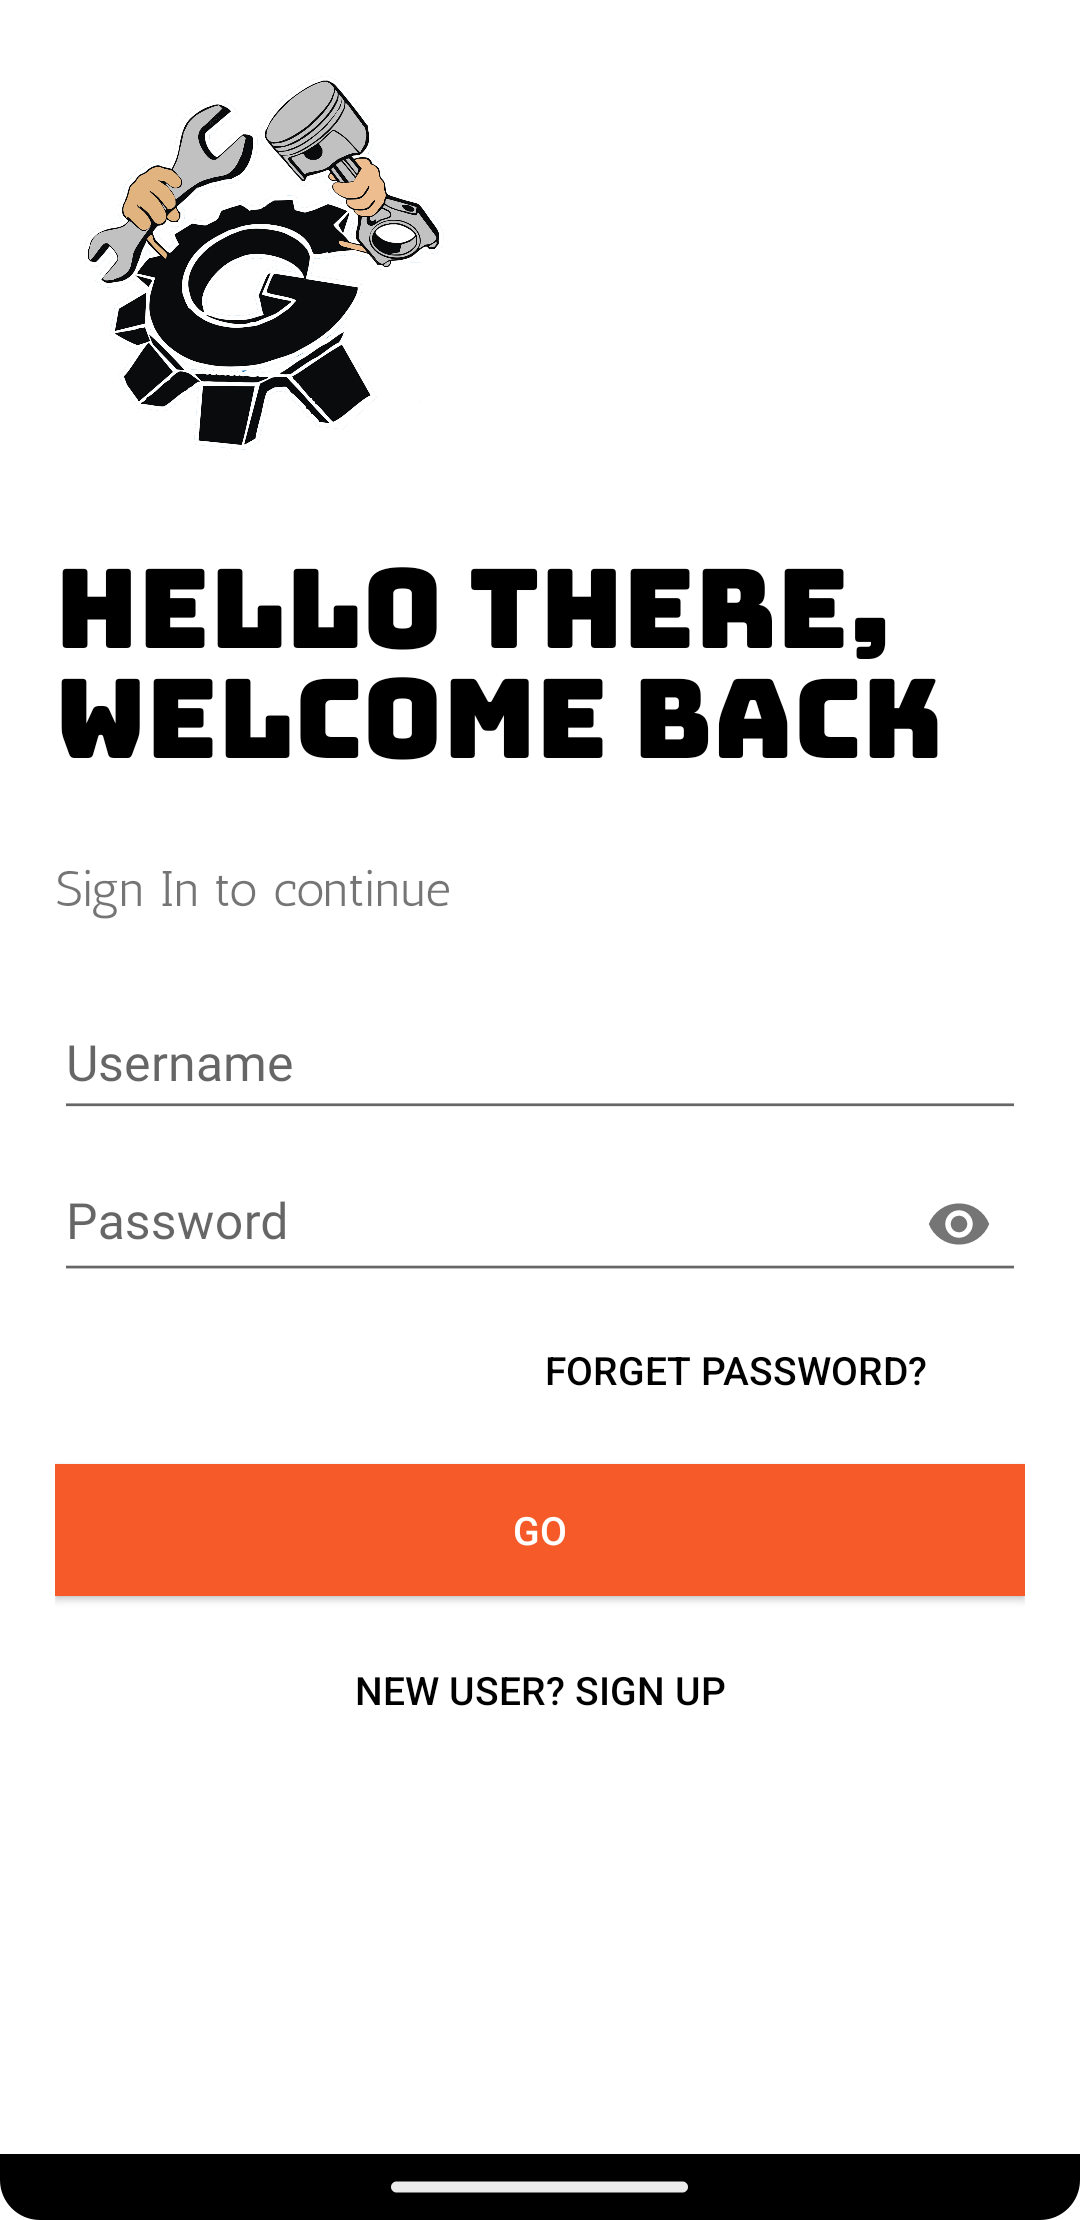 G
HELLO THERE,
WELCOME BACK
Sign In to continue
Username
Password
FORGET PASSWORD?
GO
NEW USER? SIGN UP